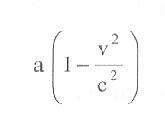 a ( 1 − v² / c² )